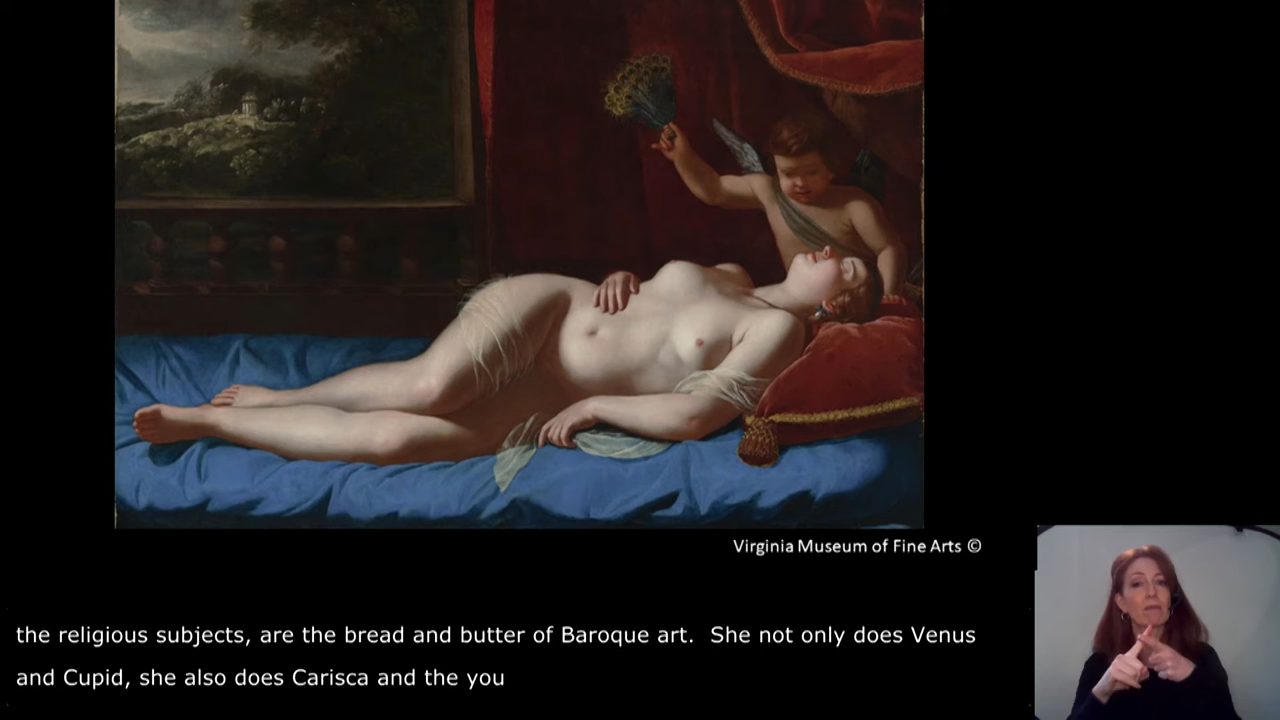 Virginia Museum of Fine Arts ©
the religious subjects, are the bread and butter of Baroque art.  She not only does Venus
and Cupid, she also does Carisca and the you